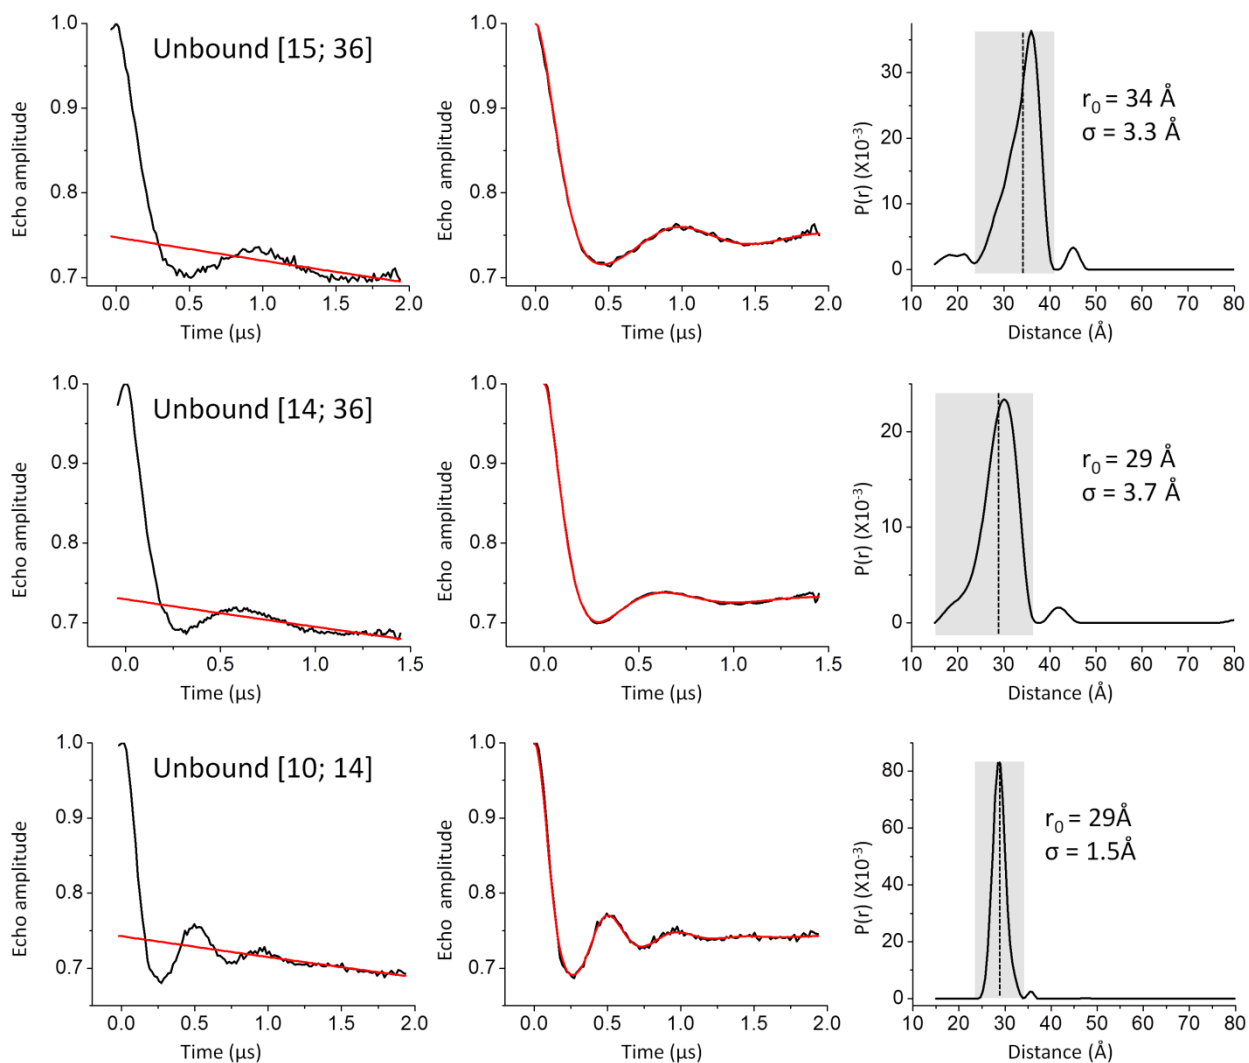 Unbound [15; 36]
Echo amplitude
1.0
0.9
0.8
0.7
0.0 0.5 1.0 1.5 2.0
Time (μs)
Echo amplitude
1.0
0.9
0.8
0.7
0.0 0.5 1.0 1.5 2.0
Time (μs)
P(r) (X10⁻³)
30
20
10
0
r₀ = 34 Å
σ = 3.3 Å
10 20 30 40 50 60 70 80
Distance (Å)
Unbound [14; 36]
Echo amplitude
1.0
0.9
0.8
0.7
0.0 0.5 1.0 1.5
Time (μs)
Echo amplitude
1.0
0.9
0.8
0.7
0.0 0.5 1.0 1.5
Time (μs)
P(r) (X10⁻³)
20
10
0
r₀ = 29 Å
σ = 3.7 Å
10 20 30 40 50 60 70 80
Distance (Å)
Unbound [10; 14]
Echo amplitude
1.0
0.9
0.8
0.7
0.0 0.5 1.0 1.5 2.0
Time (μs)
Echo amplitude
1.0
0.9
0.8
0.7
0.0 0.5 1.0 1.5 2.0
Time (μs)
P(r) (X10⁻³)
80
60
40
20
0
r₀ = 29Å
σ = 1.5Å
10 20 30 40 50 60 70 80
Distance (Å)